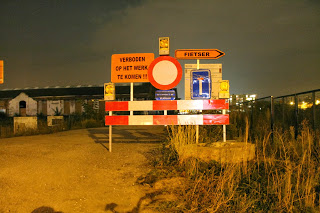 FIETSER
VERBODEN
OP HET WERK
TE KOMEN !!!